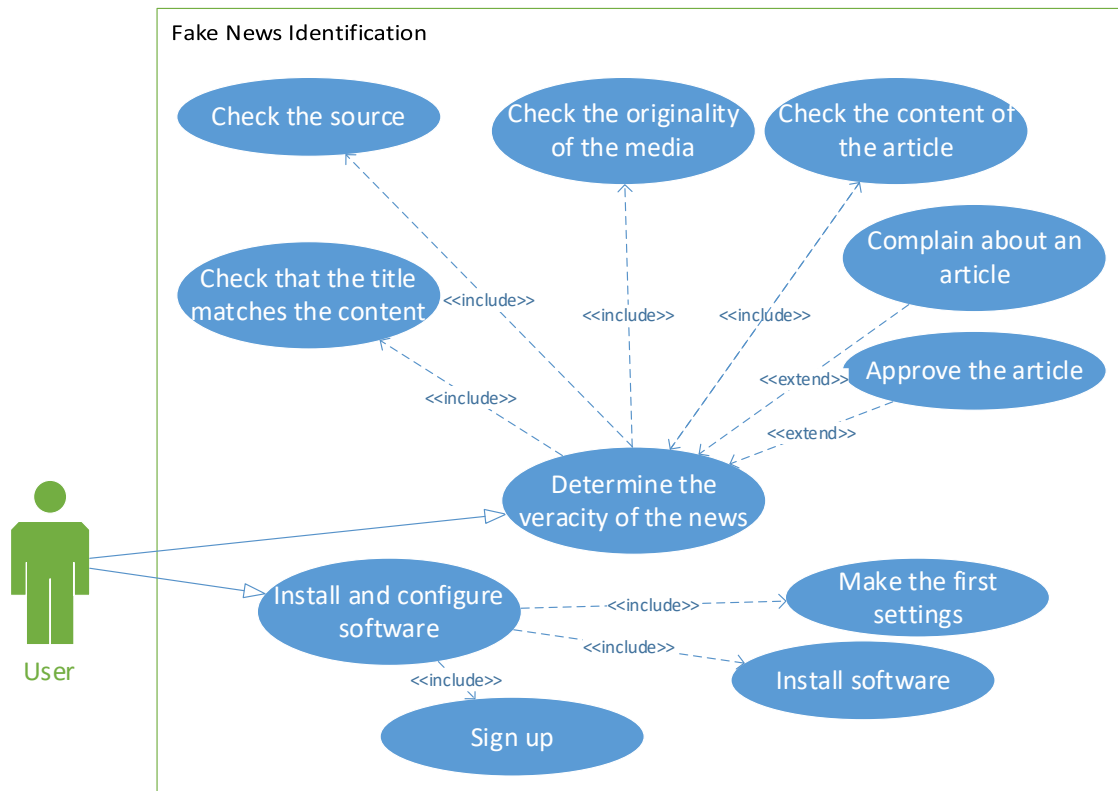 Fake News Identification
Check the source
Check the originality
of the media
Check the content of
the article
Complain about an
article
Check that the title
matches the content
<<include>>
<<include>>
<<include>>
Approve the article
<<extend>>
<<include>>
<<extend>>
Determine the
veracity of the news
Install and configure
software
Make the first
settings
<<include>>
<<include>>
Install software
<<include>>
Sign up
User